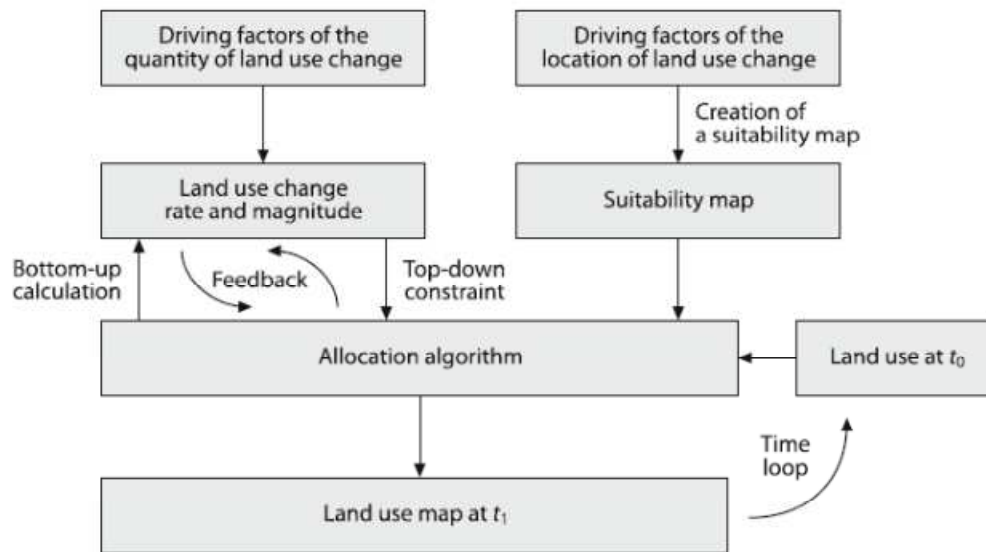 Driving factors of the
quantity of land use change
Driving factors of the
location of land use change
Creation of
a suitability map
Land use change
rate and magnitude
Suitability map
Bottom-up
calculation
Feedback
Top-down
constraint
Allocation algorithm
Land use at t₀
Time
loop
Land use map at t₁